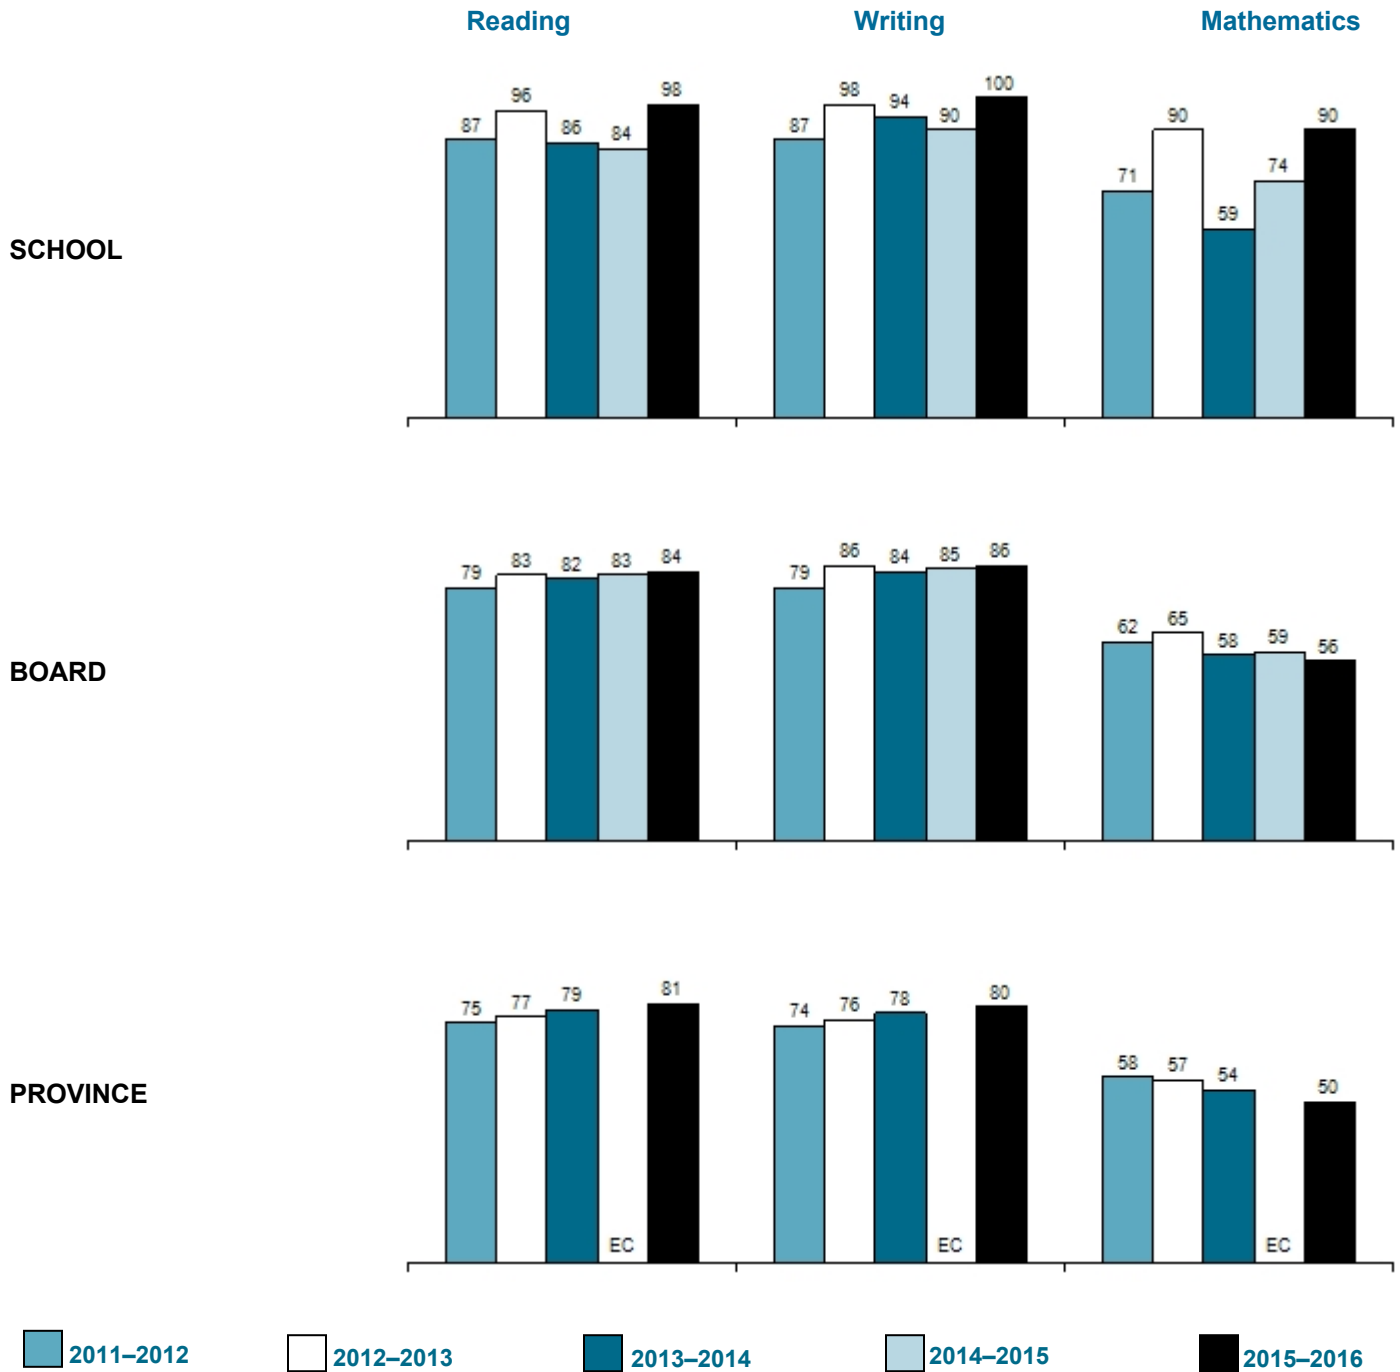 Reading Writing Mathematics
SCHOOL
87 96 86 84 98
87 98 94 90 100
71 90 59 74 90
BOARD
79 83 82 83 84
79 86 84 85 86
62 65 58 59 56
PROVINCE
75 77 79 EC 81
74 76 78 EC 80
58 57 54 EC 50
2011–2012 2012–2013 2013–2014 2014–2015 2015–2016